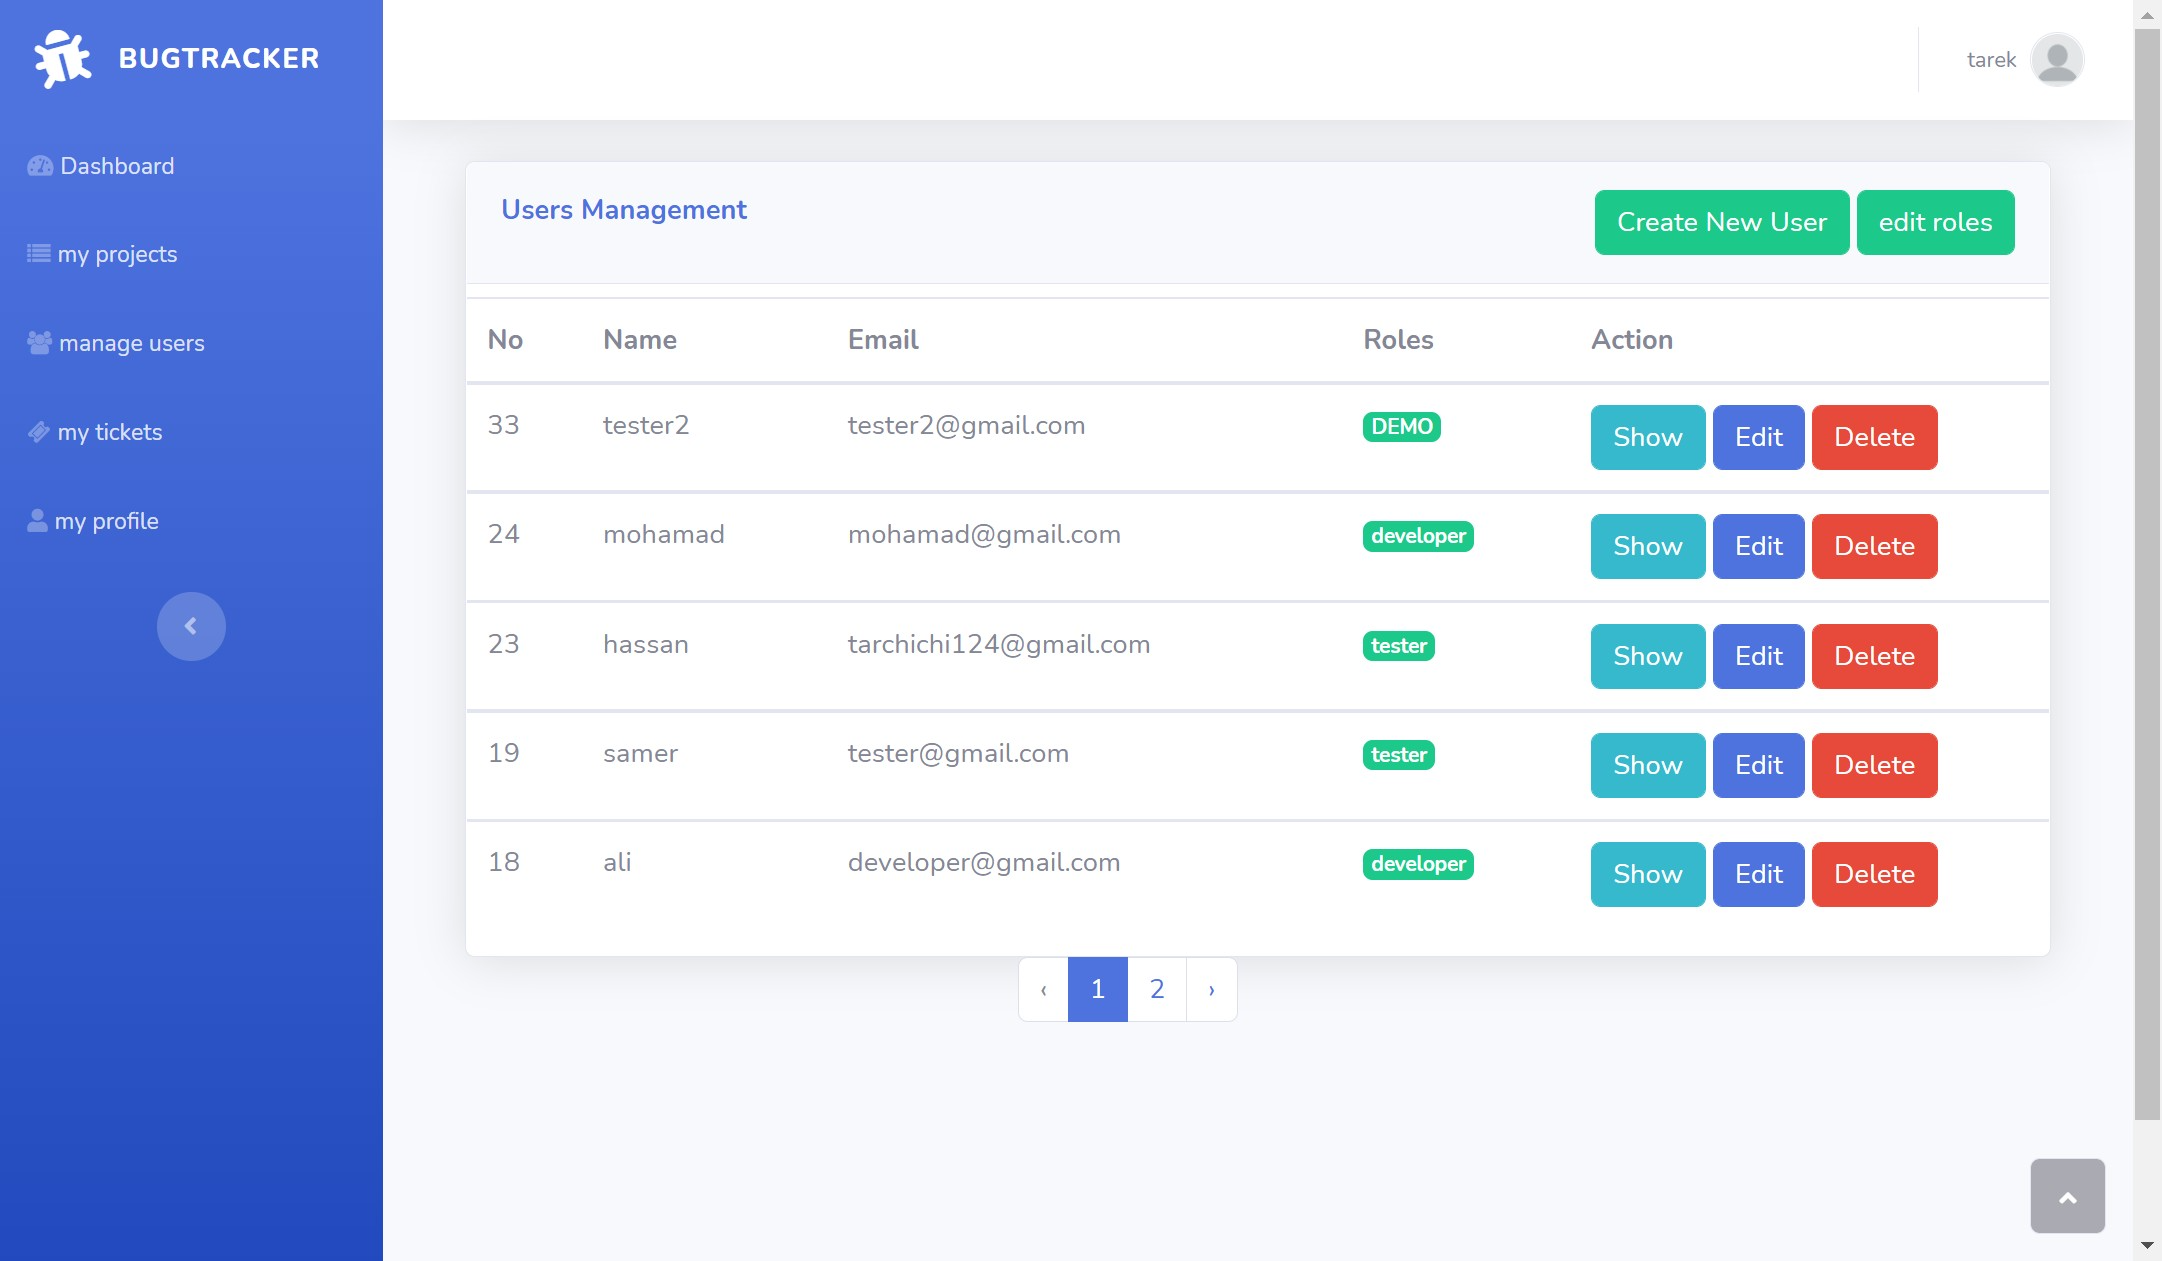 BUGTRACKER
tarek
Dashboard
my projects
manage users
my tickets
my profile
Users Management
Create New User edit roles
No Name Email Roles Action
33 tester2 tester2@gmail.com DEMO Show Edit Delete
24 mohamad mohamad@gmail.com developer Show Edit Delete
23 hassan tarchichi124@gmail.com tester Show Edit Delete
19 samer tester@gmail.com tester Show Edit Delete
18 ali developer@gmail.com developer Show Edit Delete
‹ 1 2 ›